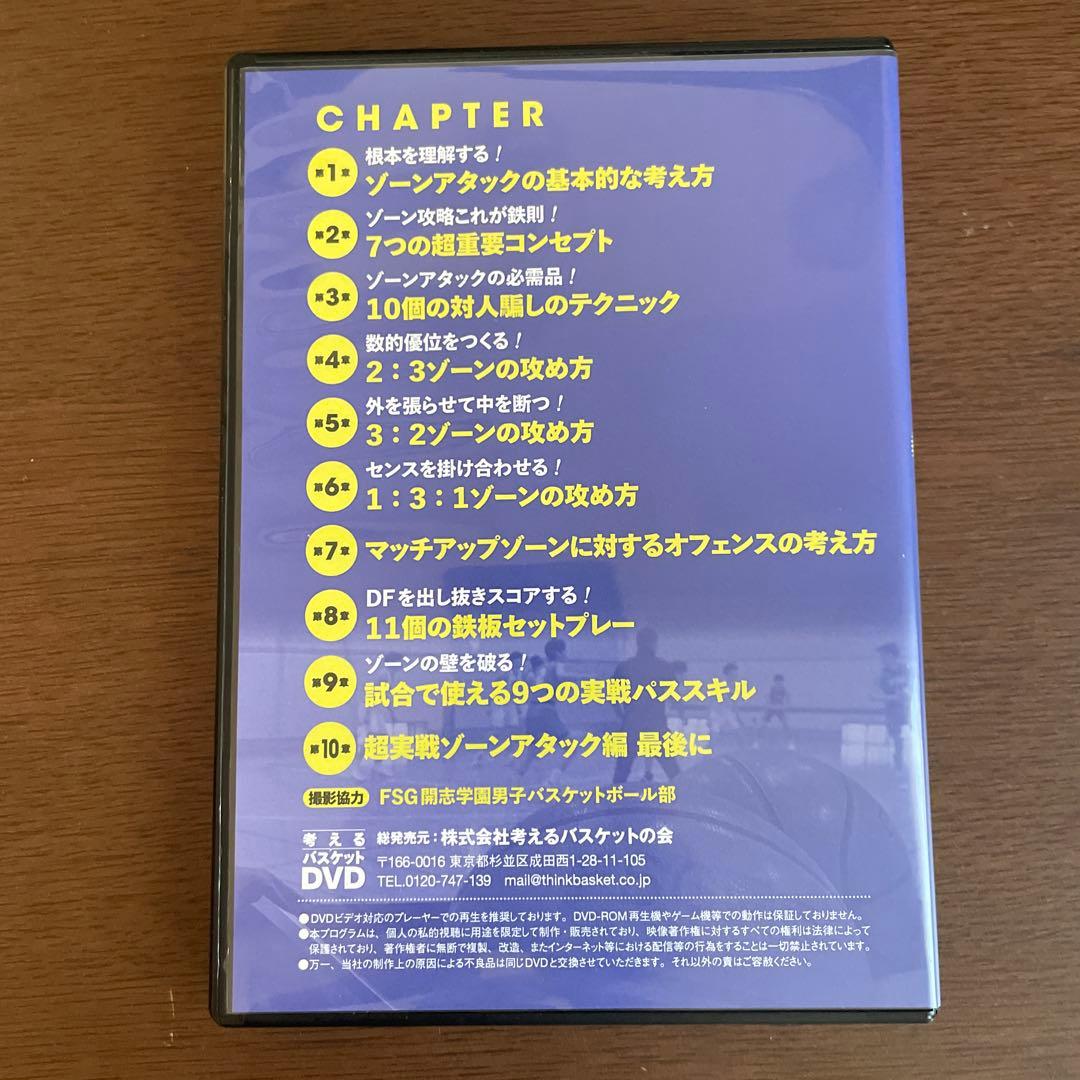 CHAPTER
第1章
根本を理解する!
ゾーンアタックの基本的な考え方
第2章
ゾーン攻略これが鉄則!
7つの超重要コンセプト
第3章
ゾーンアタックの必需品!
10個の対人騙しのテクニック
第4章
数的優位をつくる!
2:3ゾーンの攻め方
第5章
外を張らせて中を断つ!
3:2ゾーンの攻め方
第6章
センスを掛け合わせる!
1:3:1ゾーンの攻め方
第7章
マッチアップゾーンに対するオフェンスの考え方
第8章
DFを出し抜きスコアする!
11個の鉄板セットプレー
第9章
ゾーンの壁を破る!
試合で使える9つの実戦パススキル
第10章
超実戦ゾーンアタック編 最後に
撮影協力 FSG開志学園男子バスケットボール部
考える
バスケット
DVD
総発売元:株式会社考えるバスケットの会
〒166-0016 東京都杉並区成田西1-28-11-105
TEL.0120-747-139 mail@thinkbasket.co.jp
●DVDビデオ対応のプレーヤーでの再生を推奨しております。DVD-ROM再生機やゲーム機等での動作は保証しておりません。
●本プログラムは、個人の私的視聴に用途を限定して制作・販売されており、映像著作権に対するすべての権利は法律によって
保護されており、著作権者に無断で複製、改造、またインターネット等における配信等の行為をすることは一切禁止されています。
●万一、当社の制作上の原因による不良品は同じDVDと交換させていただきます。それ以外の責はご容赦ください。